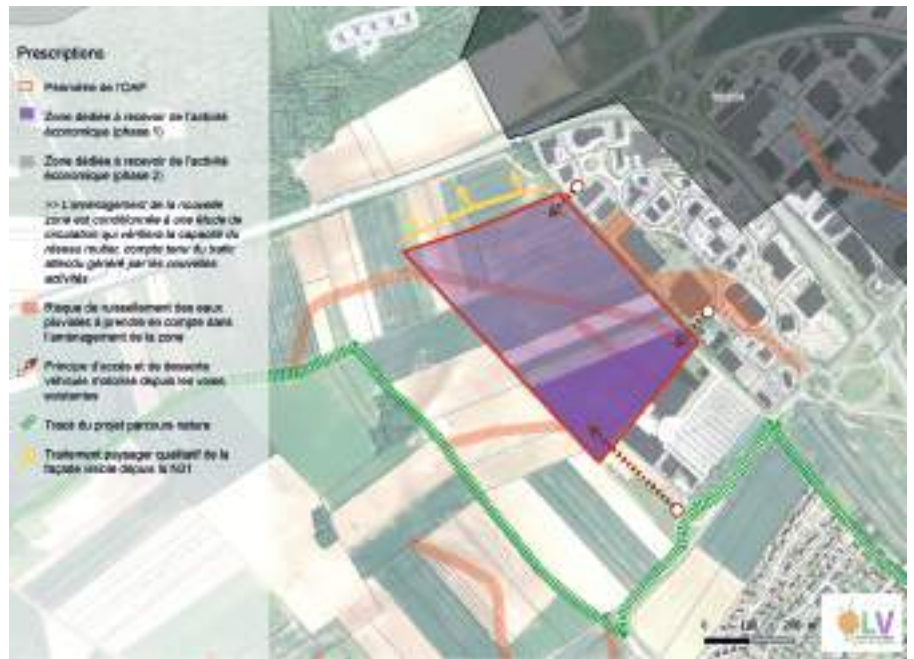 Prescriptions
Périmètre de l'OAP
Zone dédiée à recevoir de l'activité
économique (phase 1)
Zone dédiée à recevoir de l'activité
économique (phase 2)
>> L'aménagement de la nouvelle
zone est conditionnée à une étude de
circulation qui vérifiera la capacité du
réseau routier, compte tenu du trafic
attendu généré par les nouvelles
activités
Risque de ruissellement des eaux
pluviales à prendre en compte dans
l'aménagement de la zone
Principe d'accès et de desserte
véhicule motorisé depuis les voies
existantes
Tracé du projet parcours nature
Traitement paysager qualitatif de la
façade visible depuis la
0 100 200 m
LV